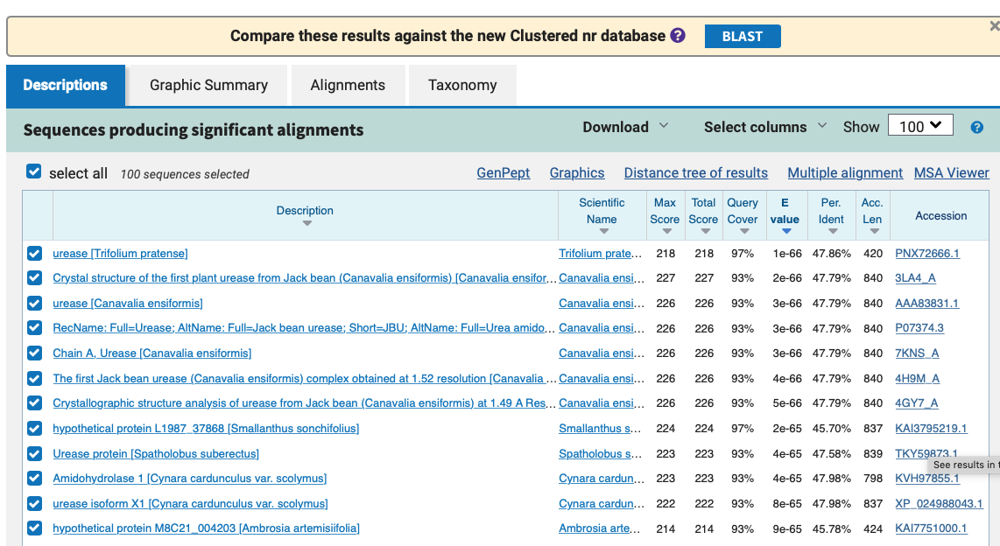 Compare these results against the new Clustered nr database ? BLAST ×
Descriptions Graphic Summary Alignments Taxonomy
Sequences producing significant alignments Download Select columns Show 100 ?
select all 100 sequences selected GenPept Graphics Distance tree of results Multiple alignment MSA Viewer
Description Scientific Name Max Score Total Score Query Cover E value Per. Ident Acc. Len Accession
urease [Trifolium pratense] Trifolium prate... 218 218 97% 1e-66 47.86% 420 PNX72666.1
Crystal structure of the first plant urease from Jack bean (Canavalia ensiformis) [Canavalia ensifor... Canavalia ensi... 227 227 93% 2e-66 47.79% 840 3LA4_A
urease [Canavalia ensiformis] Canavalia ensi... 226 226 93% 3e-66 47.79% 840 AAA83831.1
RecName: Full=Urease; AltName: Full=Jack bean urease; Short=JBU; AltName: Full=Urea amido... Canavalia ensi... 226 226 93% 3e-66 47.79% 840 P07374.3
Chain A, Urease [Canavalia ensiformis] Canavalia ensi... 226 226 93% 3e-66 47.79% 840 7KNS_A
The first Jack bean urease (Canavalia ensiformis) complex obtained at 1.52 resolution [Canavalia ... Canavalia ensi... 226 226 93% 4e-66 47.79% 840 4H9M_A
Crystallographic structure analysis of urease from Jack bean (Canavalia ensiformis) at 1.49 A Res... Canavalia ensi... 226 226 93% 5e-66 47.79% 840 4GY7_A
hypothetical protein L1987_37868 [Smallanthus sonchifolius] Smallanthus s... 224 224 97% 2e-65 45.70% 837 KAI3795219.1
Urease protein [Spatholobus suberectus] Spatholobus s... 223 223 93% 4e-65 47.58% 839 TKY59873.1
See results in
Amidohydrolase 1 [Cynara cardunculus var. scolymus] Cynara cardun... 223 223 93% 4e-65 47.98% 798 KVH97855.1
urease isoform X1 [Cynara cardunculus var. scolymus] Cynara cardun... 222 222 93% 8e-65 47.98% 837 XP_024988043.1
hypothetical protein M8C21_004203 [Ambrosia artemisiifolia] Ambrosia arte... 214 214 93% 9e-65 45.78% 424 KAI7751000.1